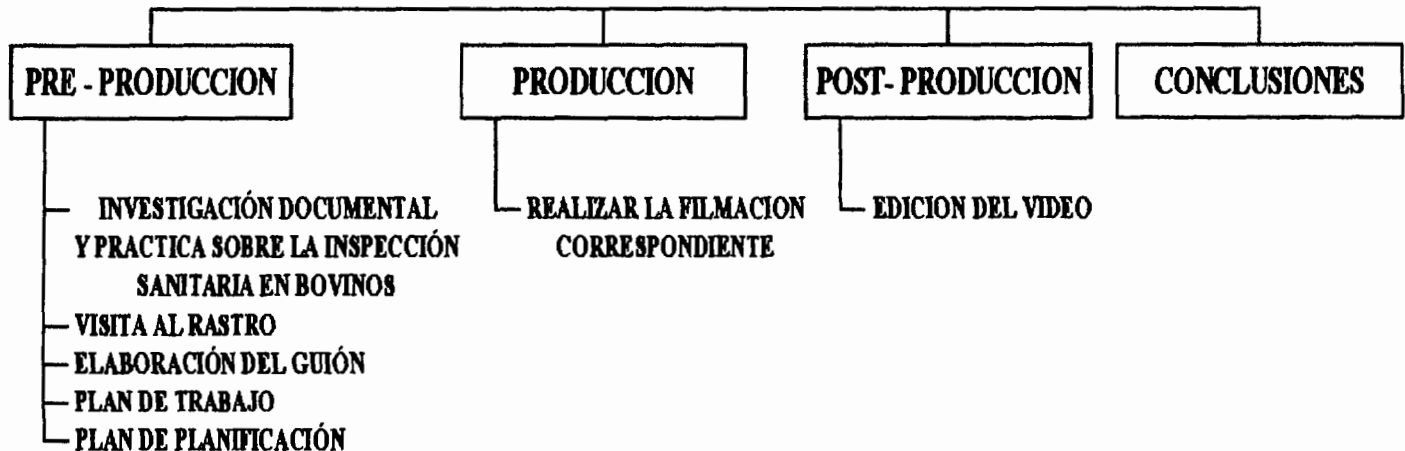 PRE - PRODUCCION
INVESTIGACIÓN DOCUMENTAL
Y PRACTICA SOBRE LA INSPECCIÓN
SANITARIA EN BOVINOS
VISITA AL RASTRO
ELABORACIÓN DEL GUIÓN
PLAN DE TRABAJO
PLAN DE PLANIFICACIÓN
PRODUCCION
REALIZAR LA FILMACION
CORRESPONDIENTE
POST- PRODUCCION
EDICION DEL VIDEO
CONCLUSIONES